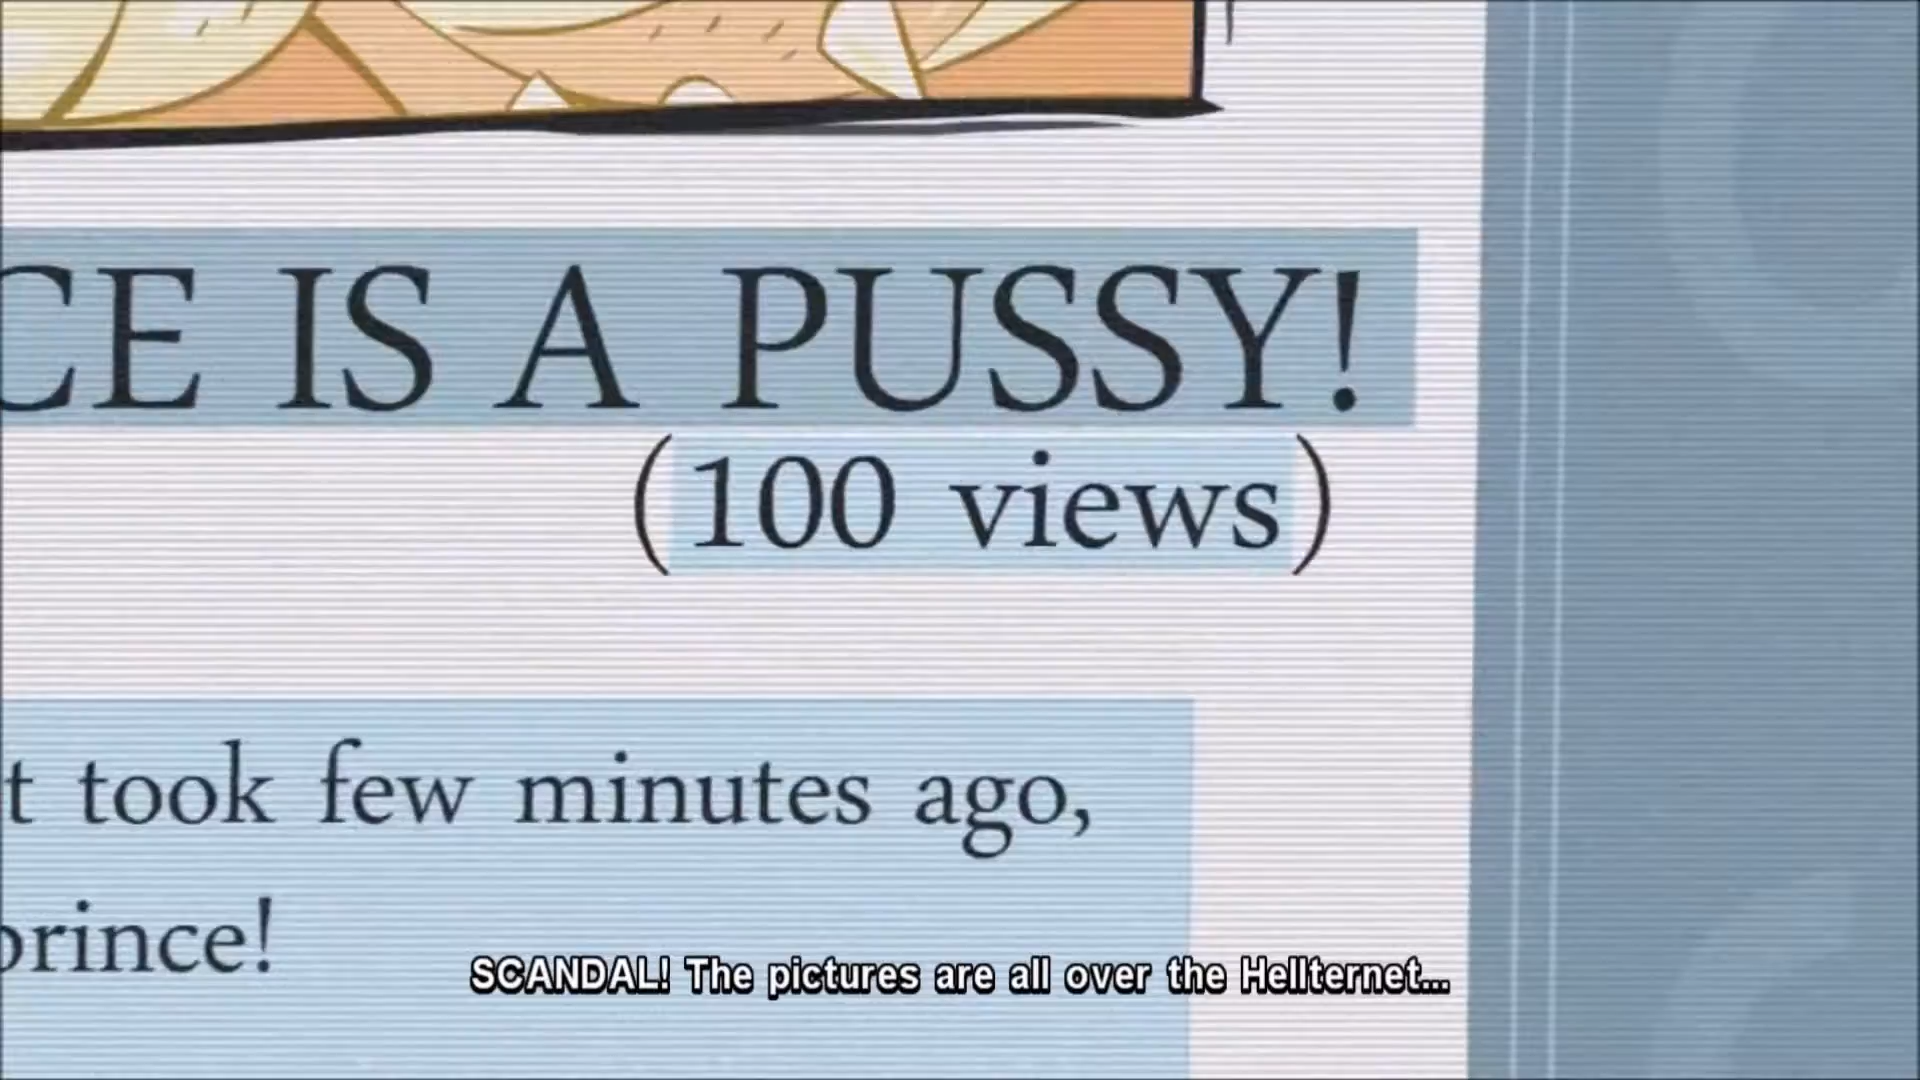 CE IS A PUSSY!
(100 views)
t took few minutes ago,
prince!
SCANDAL! The pictures are all over the Hellternet...